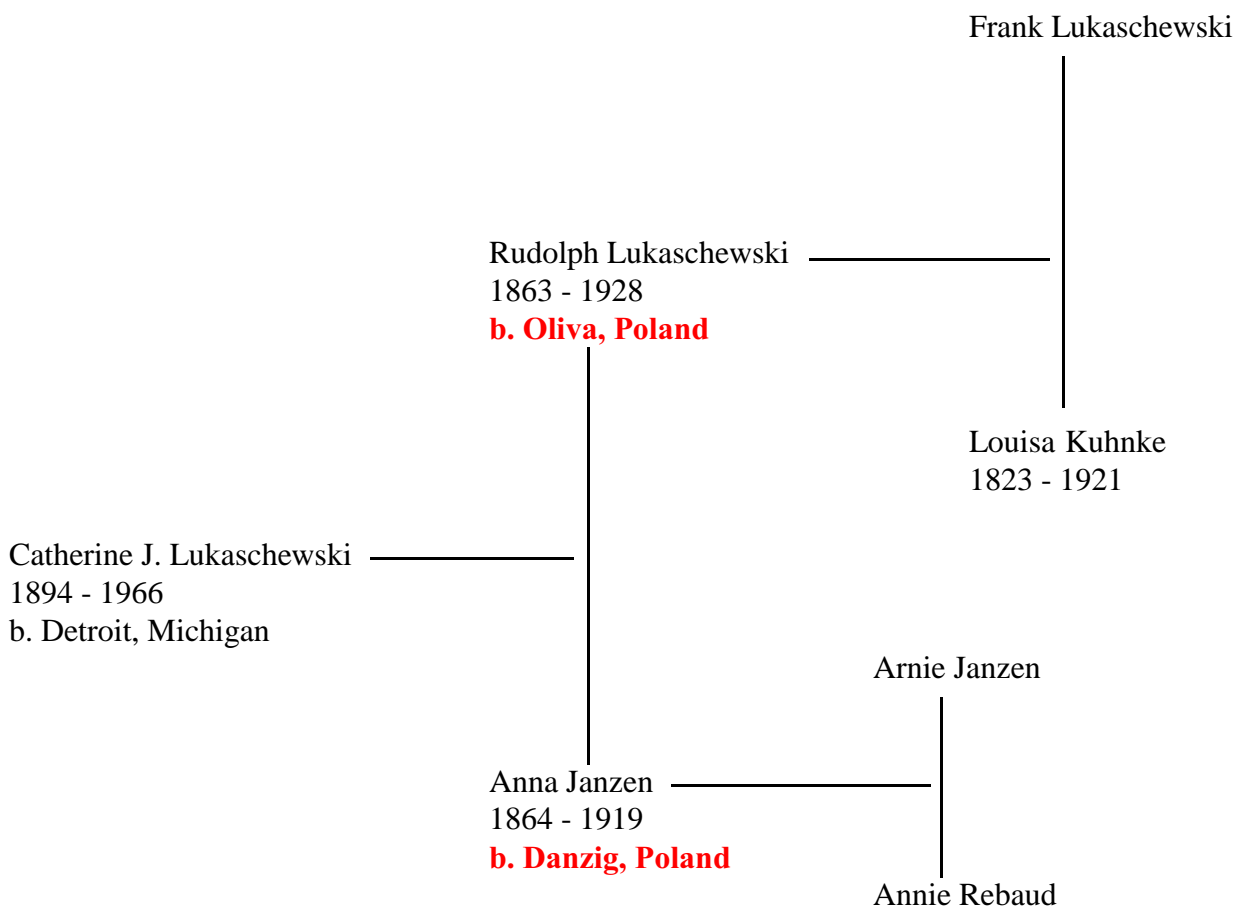 Frank Lukaschewski
Rudolph Lukaschewski
1863 - 1928
b. Oliva, Poland
Louisa Kuhnke
1823 - 1921
Catherine J. Lukaschewski
1894 - 1966
b. Detroit, Michigan
Arnie Janzen
Anna Janzen
1864 - 1919
b. Danzig, Poland
Annie Rebaud